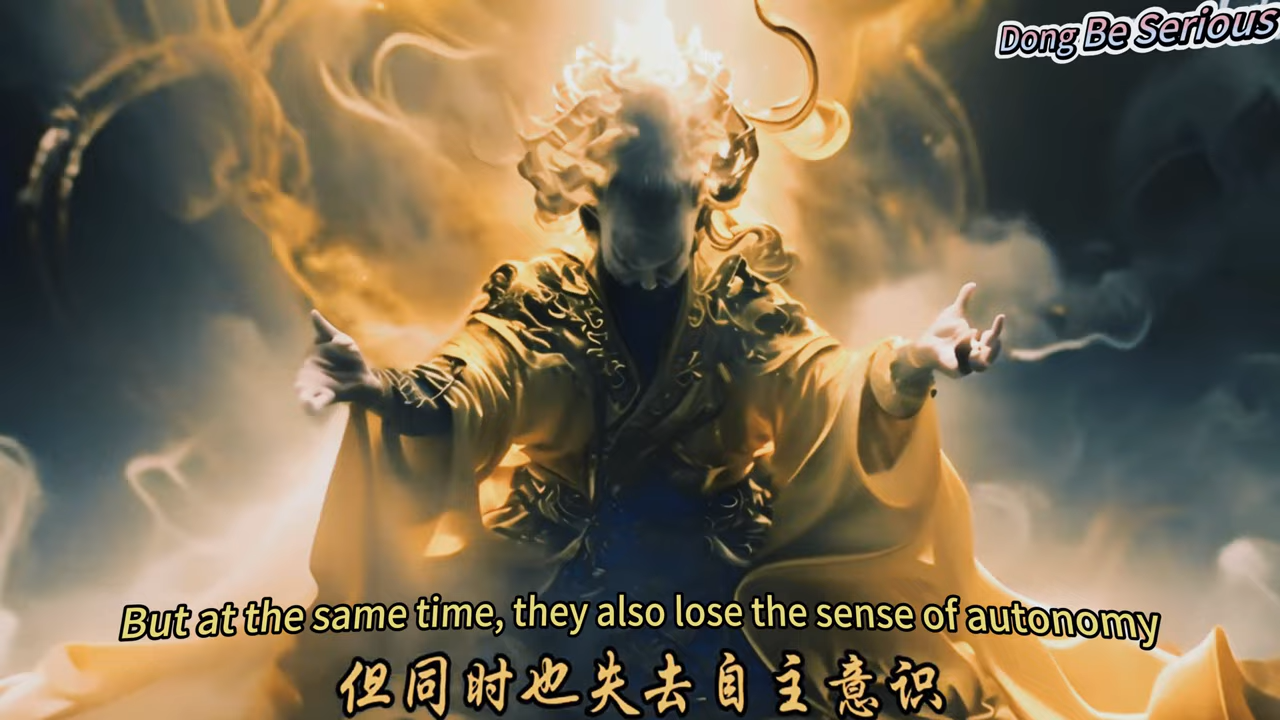 Dong Be Serious
But at the same time, they also lose the sense of autonomy
但同时也失去自主意识